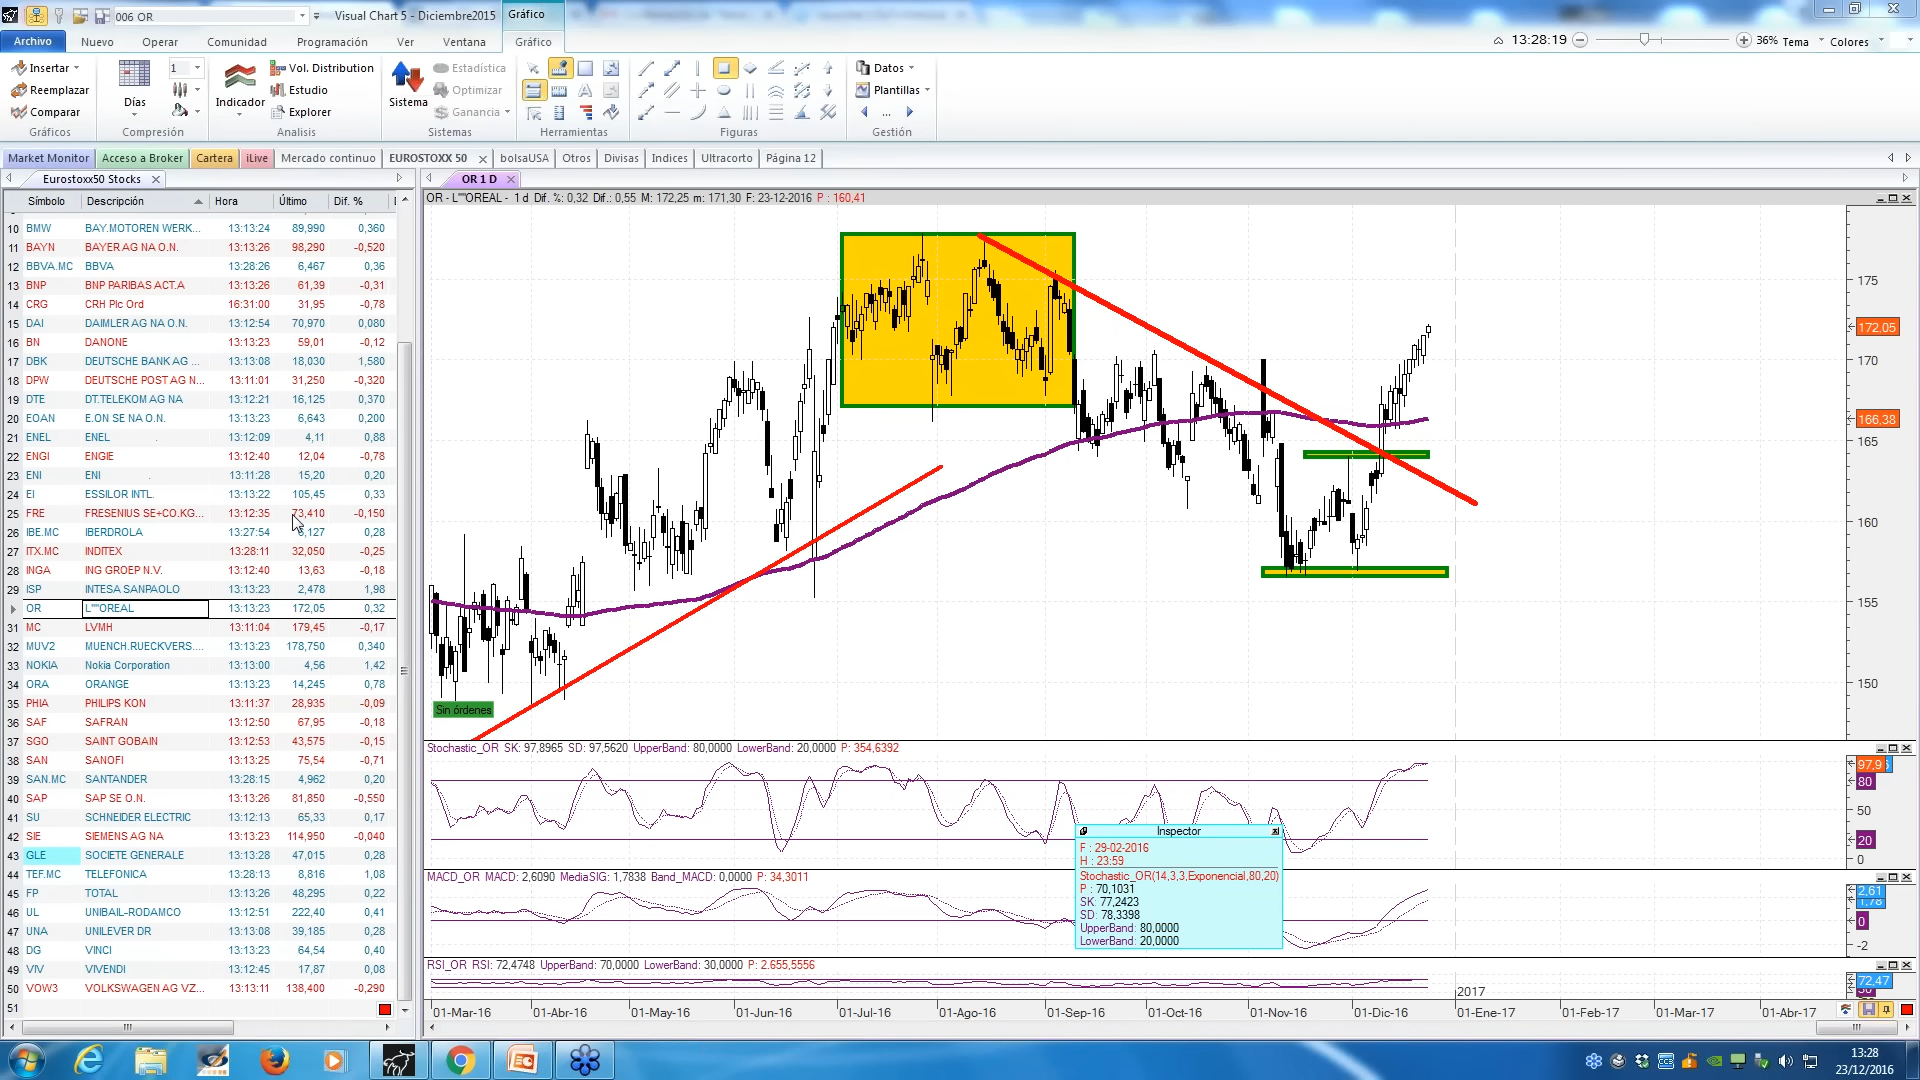 006 OR
Visual Chart 5 - Diciembre2015
Gráfico
Archivo Nuevo Operar Comunidad Programación Ver Ventana Gráfico
13:28:19 36% Tema Colores
Insertar
Reemplazar
Comparar
Gráficos
Días
1
Compresión
Indicador
Vol. Distribution
Estudio
Explorer
Analisis
Sistema
Estadística
Optimizar
Ganancia
Sistemas
Herramientas
Figuras
Datos
Plantillas
...
Gestión
Market Monitor Acceso a Broker Cartera iLive Mercado continuo EUROSTOXX 50 bolsaUSA Otros Divisas Indices Ultracorto Página 12
Eurostoxx50 Stocks
Símbolo Descripción Hora Último Dif. %
10 BMW BAY.MOTOREN WERK... 13:13:24 89,990 0,360
11 BAYN BAYER AG NA O.N. 13:13:26 98,290 -0,520
12 BBVA.MC BBVA 13:28:26 6,467 0,36
13 BNP BNP PARIBAS ACT.A 13:13:26 61,39 -0,31
14 CRG CRH Plc Ord 16:31:00 31,95 -0,78
15 DAI DAIMLER AG NA O.N. 13:12:54 70,970 0,080
16 BN DANONE 13:13:23 59,01 -0,12
17 DBK DEUTSCHE BANK AG ... 13:13:08 18,030 1,580
18 DPW DEUTSCHE POST AG N... 13:11:01 31,250 -0,320
19 DTE DT.TELEKOM AG NA 13:12:21 16,125 0,370
20 EOAN E.ON SE NA O.N. 13:13:23 6,643 0,200
21 ENEL ENEL . 13:12:09 4,11 0,88
22 ENGI ENGIE 13:12:40 12,04 -0,78
23 ENI ENI . 13:11:28 15,20 0,20
24 EI ESSILOR INTL. 13:13:22 105,45 0,33
25 FRE FRESENIUS SE+CO.KG... 13:12:35 73,410 -0,150
26 IBE.MC IBERDROLA 13:27:54 6,127 0,28
27 ITX.MC INDITEX 13:28:11 32,050 -0,25
28 INGA ING GROEP N.V. 13:12:40 13,63 -0,18
29 ISP INTESA SANPAOLO 13:13:23 2,478 1,98
OR L""OREAL 13:13:23 172,05 0,32
31 MC LVMH 13:11:04 179,45 -0,17
32 MUV2 MUENCH.RUECKVERS.... 13:13:23 178,750 0,340
33 NOKIA Nokia Corporation 13:13:00 4,56 1,42
34 ORA ORANGE 13:13:23 14,245 0,78
35 PHIA PHILIPS KON 13:11:37 28,935 -0,09
36 SAF SAFRAN 13:12:50 67,95 -0,18
37 SGO SAINT GOBAIN 13:12:53 43,575 -0,15
38 SAN SANOFI 13:13:25 75,54 -0,71
39 SAN.MC SANTANDER 13:28:15 4,962 0,20
40 SAP SAP SE O.N. 13:13:26 81,850 -0,550
41 SU SCHNEIDER ELECTRIC 13:12:13 65,33 0,17
42 SIE SIEMENS AG NA 13:13:23 114,950 -0,040
43 GLE SOCIETE GENERALE 13:13:28 47,015 0,28
44 TEF.MC TELEFONICA 13:28:13 8,816 1,08
45 FP TOTAL 13:13:26 48,295 0,22
46 UL UNIBAIL-RODAMCO 13:12:51 222,40 0,41
47 UNA UNILEVER DR 13:13:08 39,185 0,28
48 DG VINCI 13:13:23 64,54 0,40
49 VIV VIVENDI 13:12:45 17,87 0,08
50 VOW3 VOLKSWAGEN AG VZ... 13:13:11 138,400 -0,290
51
OR 1 D
OR - L""OREAL - 1 d Dif. %: 0,32 Dif.: 0,55 M: 172,25 m: 171,30 F: 23-12-2016 P : 160,41
175
172,05
170
166,38
165
160
155
150
Sin órdenes
Stochastic_OR SK: 97,8965 SD: 97,5620 UpperBand: 80,0000 LowerBand: 20,0000 P: 354,6392
97,9
80
50
20
0
Inspector
F : 29-02-2016
H : 23:59
Stochastic_OR(14,3,3,Exponencial,80,20)
P : 70,1031
SK: 77,2423
SD: 78,3398
UpperBand: 80,0000
LowerBand: 20,0000
MACD_OR MACD: 2,6090 MediaSIG: 1,7838 Band_MACD: 0,0000 P: 34,3011
2,61
1,78
0
-2
RSI_OR RSI: 72,4748 UpperBand: 70,0000 LowerBand: 30,0000 P: 2.655,5556
72,47
2017
01-Mar-16 01-Abr-16 01-May-16 01-Jun-16 01-Jul-16 01-Ago-16 01-Sep-16 01-Oct-16 01-Nov-16 01-Dic-16 01-Ene-17 01-Feb-17 01-Mar-17 01-Abr-17
13:28
23/12/2016